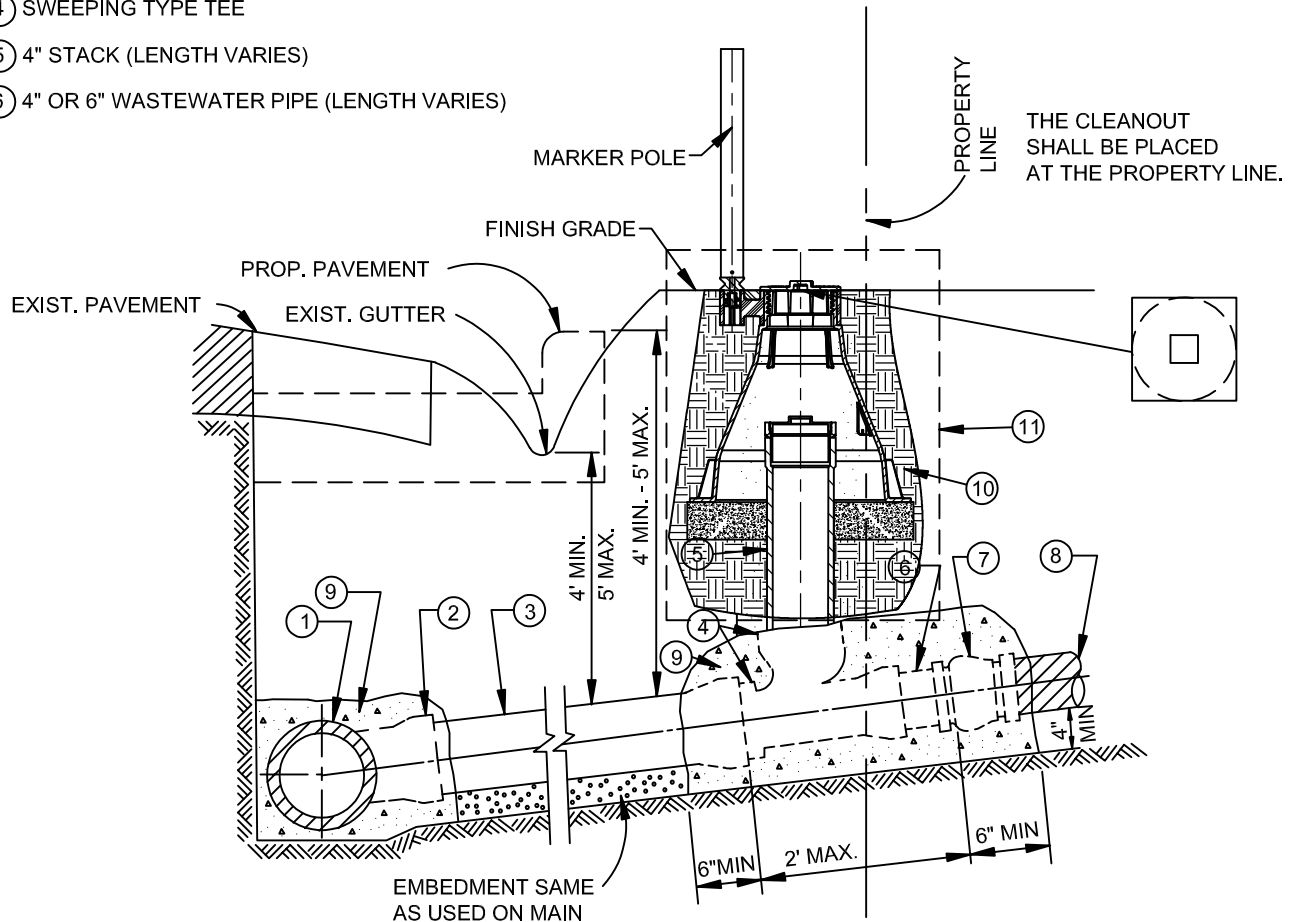 4 SWEEPING TYPE TEE
5 4" STACK (LENGTH VARIES)
6 4" OR 6" WASTEWATER PIPE (LENGTH VARIES)
MARKER POLE
PROPERTY
LINE
THE CLEANOUT
SHALL BE PLACED
AT THE PROPERTY LINE.
FINISH GRADE
PROP. PAVEMENT
EXIST. PAVEMENT
EXIST. GUTTER
4' MIN.
5' MAX.
4' MIN. - 5' MAX.
11
10
5
6
7
8
9
1
2
3
4
9
4"
MIN
6"MIN
2' MAX.
6" MIN
EMBEDMENT SAME
AS USED ON MAIN